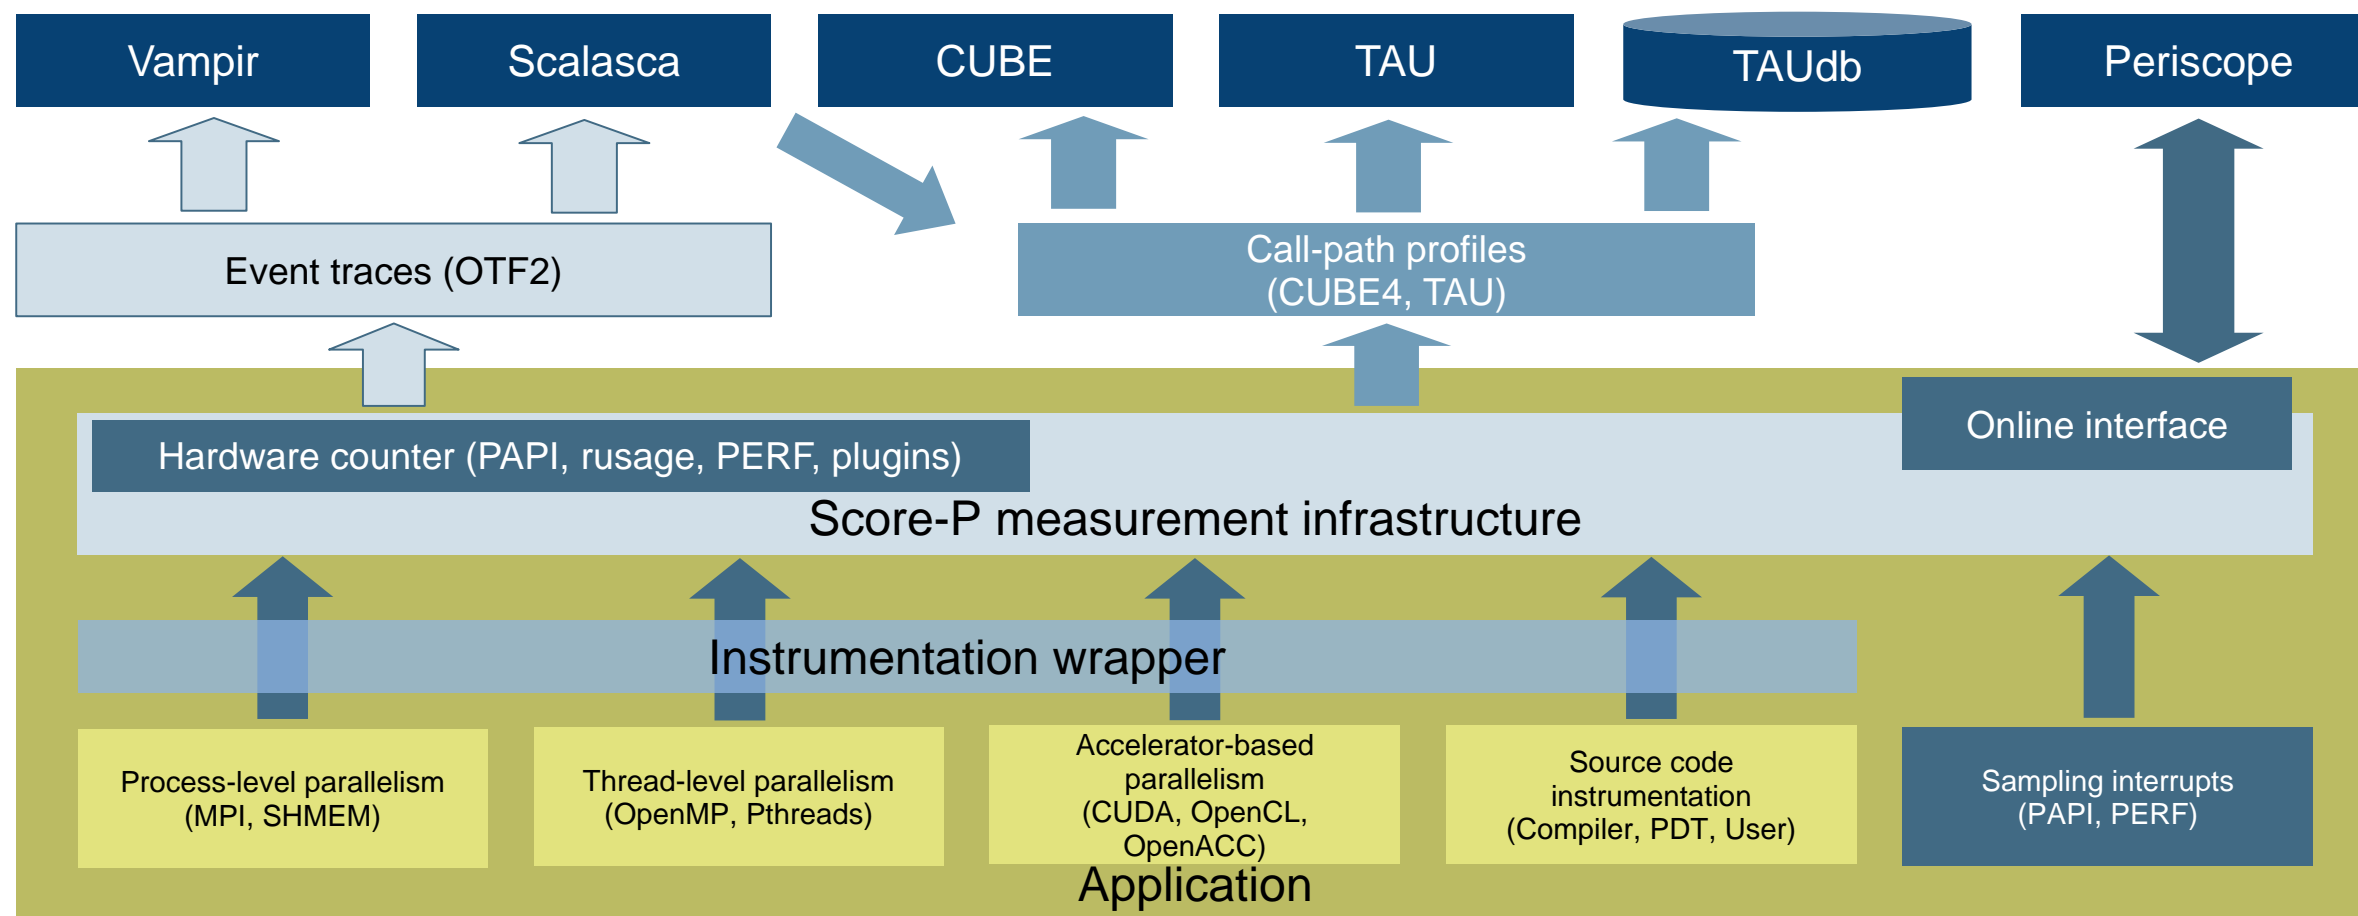 Vampir
Scalasca
CUBE
TAU
TAUdb
Periscope
Event traces (OTF2)
Call-path profiles
(CUBE4, TAU)
Online interface
Hardware counter (PAPI, rusage, PERF, plugins)
Score-P measurement infrastructure
Instrumentation wrapper
Process-level parallelism
(MPI, SHMEM)
Thread-level parallelism
(OpenMP, Pthreads)
Accelerator-based
parallelism
(CUDA, OpenCL,
OpenACC)
Source code
instrumentation
(Compiler, PDT, User)
Sampling interrupts
(PAPI, PERF)
Application